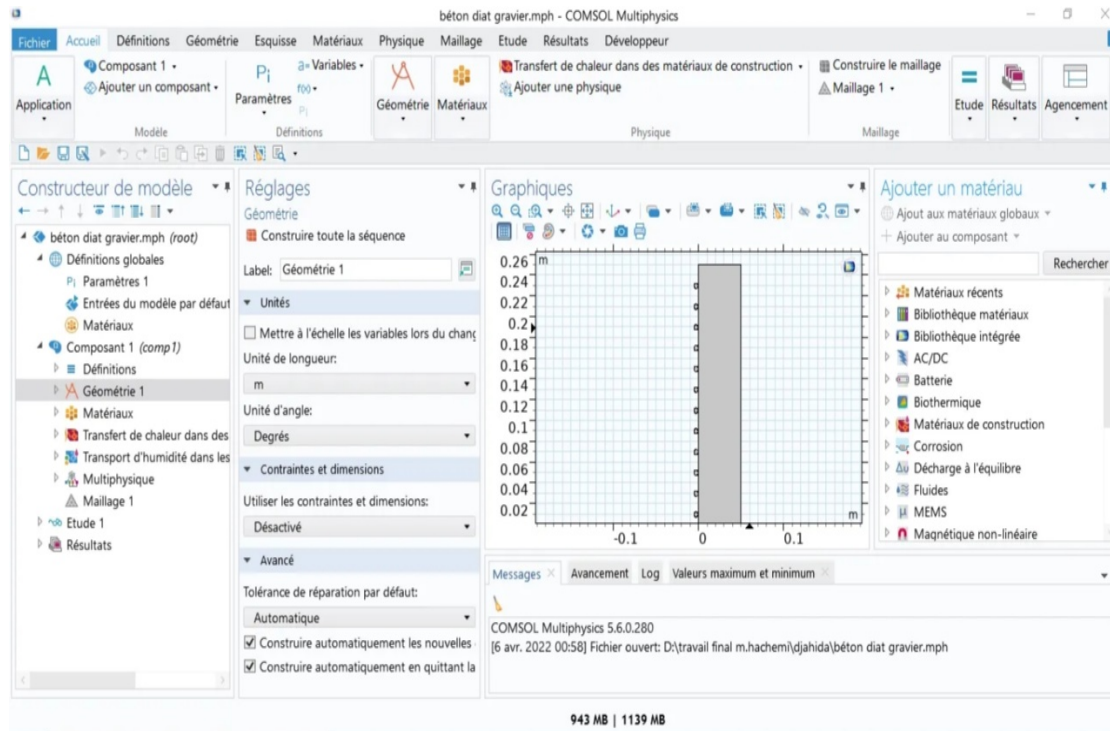 béton diat gravier.mph - COMSOL Multiphysics
Fichier Accueil Définitions Géométrie Esquisse Matériaux Physique Maillage Etude Résultats Développeur
Application
Composant 1
Ajouter un composant
Modèle
Pi
Paramètres
a= Variables
f(x)
Pi
Définitions
Géométrie
Matériaux
Transfert de chaleur dans des matériaux de construction
Ajouter une physique
Physique
Construire le maillage
Maillage 1
Maillage
Etude
Résultats
Agencement
Constructeur de modèle
béton diat gravier.mph (root)
Définitions globales
Pi Paramètres 1
Entrées du modèle par défaut
Matériaux
Composant 1 (comp1)
Définitions
Géométrie 1
Matériaux
Transfert de chaleur dans des
Transport d'humidité dans les
Multiphysique
Maillage 1
Etude 1
Résultats
Réglages
Géométrie
Construire toute la séquence
Label: Géométrie 1
Unités
Mettre à l'échelle les variables lors du chang
Unité de longueur:
m
Unité d'angle:
Degrés
Contraintes et dimensions
Utiliser les contraintes et dimensions:
Désactivé
Avancé
Tolérance de réparation par défaut:
Automatique
Construire automatiquement les nouvelles
Construire automatiquement en quittant la
Graphiques
m
0.26
0.24
0.22
0.2
0.18
0.16
0.14
0.12
0.1
0.08
0.06
0.04
0.02
m
-0.1 0 0.1
Messages Avancement Log Valeurs maximum et minimum
COMSOL Multiphysics 5.6.0.280
[6 avr. 2022 00:58] Fichier ouvert: D:\travail final m.hachemi\djahida\béton diat gravier.mph
Ajouter un matériau
Ajout aux matériaux globaux
Ajouter au composant
Rechercher
Matériaux récents
Bibliothèque matériaux
Bibliothèque intégrée
AC/DC
Batterie
Biothermique
Matériaux de construction
Corrosion
Décharge à l'équilibre
Fluides
MEMS
Magnétique non-linéaire
943 MB | 1139 MB